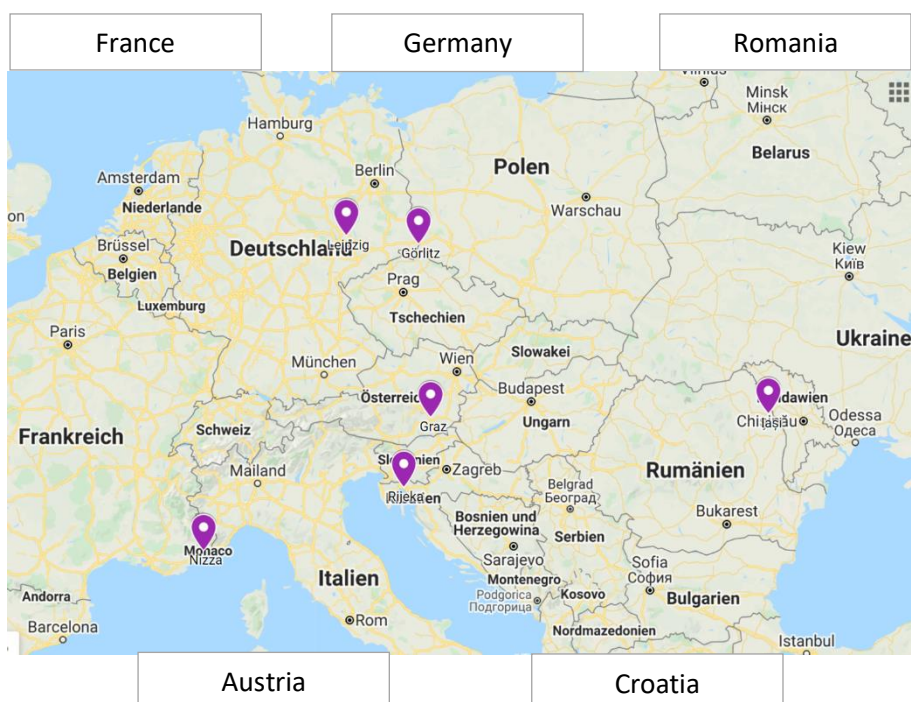 France
Germany
Romania
Vilnius
Minsk
Мінск
Hamburg
Belarus
Berlin
Polen
Amsterdam
Niederlande
Warschau
on
Leipzig
Deutschland
Görlitz
Brüssel
Belgien
Kiew
Київ
Prag
Luxemburg
Tschechien
Paris
Ukraine
Slowakei
Wien
München
Österreich
Budapest
Graz
Ungarn
Iași
Odessa
Одеса
Frankreich
Schweiz
Mailand
Zagreb
Rumänien
Rijeka
Belgrad
Београд
Bukarest
Bosnien und
Herzegowina
Serbien
Monaco
Nizza
Sarajevo
Sofia
София
Italien
Montenegro
Podgorica
Подгорица
Kosovo
Bulgarien
Andorra
Rom
Barcelona
Nordmazedonien
Istanbul
Austria
Croatia